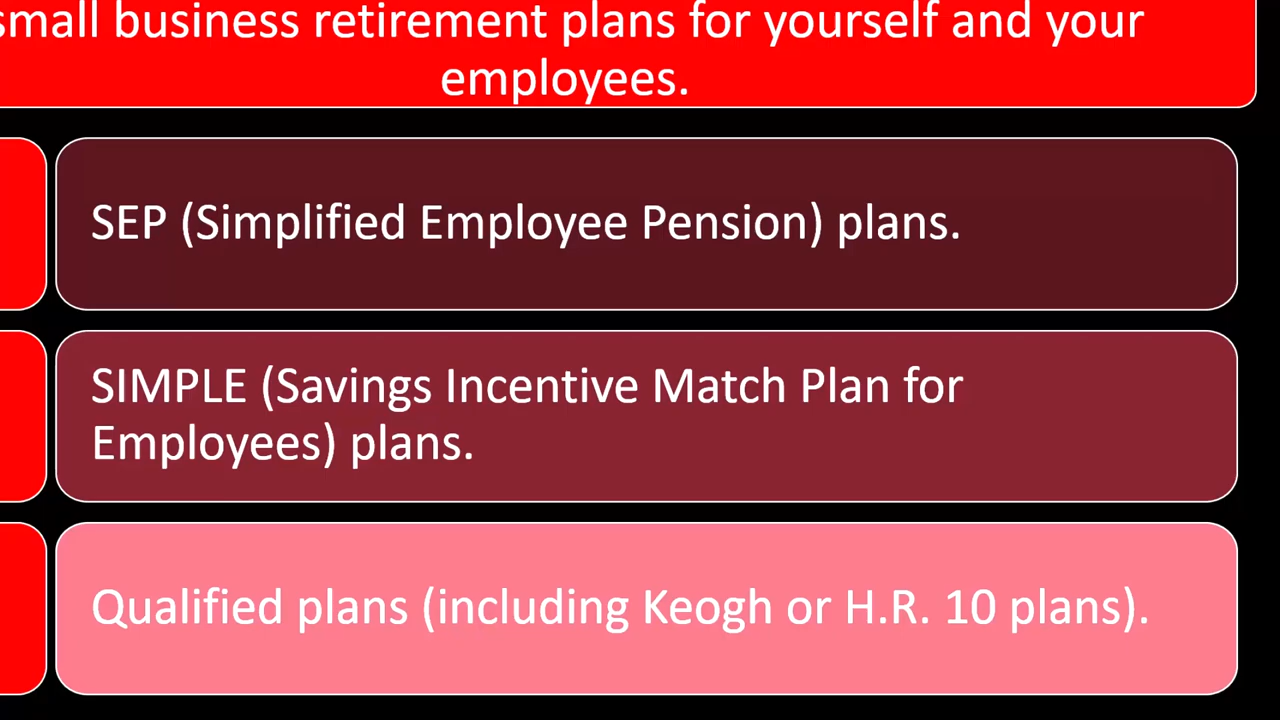 small business retirement plans for yourself and your
employees.
SEP (Simplified Employee Pension) plans.
SIMPLE (Savings Incentive Match Plan for
Employees) plans.
Qualified plans (including Keogh or H.R. 10 plans).